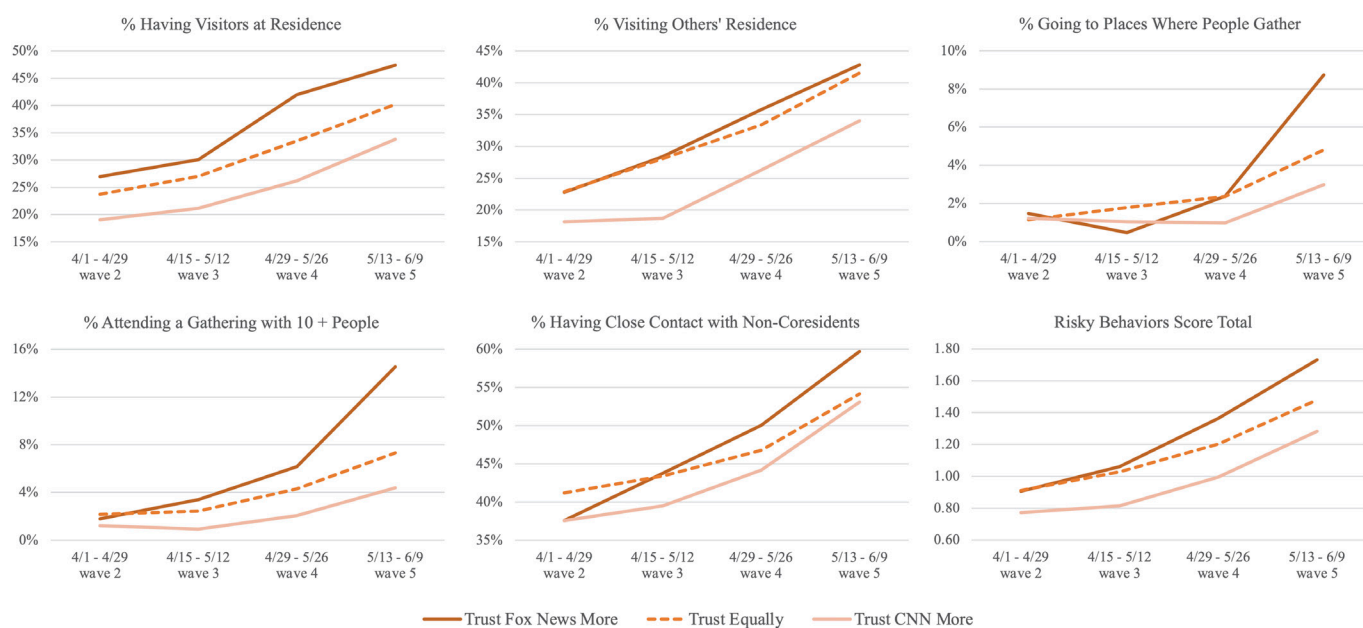 % Having Visitors at Residence
50%
45%
40%
35%
30%
25%
20%
15%
4/1 - 4/29 4/15 - 5/12 4/29 - 5/26 5/13 - 6/9
wave 2 wave 3 wave 4 wave 5
% Visiting Others' Residence
45%
40%
35%
30%
25%
20%
15%
4/1 - 4/29 4/15 - 5/12 4/29 - 5/26 5/13 - 6/9
wave 2 wave 3 wave 4 wave 5
% Going to Places Where People Gather
10%
8%
6%
4%
2%
0%
4/1 - 4/29 4/15 - 5/12 4/29 - 5/26 5/13 - 6/9
wave 2 wave 3 wave 4 wave 5
% Attending a Gathering with 10 + People
16%
12%
8%
4%
0%
4/1 - 4/29 4/15 - 5/12 4/29 - 5/26 5/13 - 6/9
wave 2 wave 3 wave 4 wave 5
% Having Close Contact with Non-Coresidents
60%
55%
50%
45%
40%
35%
4/1 - 4/29 4/15 - 5/12 4/29 - 5/26 5/13 - 6/9
wave 2 wave 3 wave 4 wave 5
Risky Behaviors Score Total
1.80
1.60
1.40
1.20
1.00
0.80
0.60
4/1 - 4/29 4/15 - 5/12 4/29 - 5/26 5/13 - 6/9
wave 2 wave 3 wave 4 wave 5
Trust Fox News More Trust Equally Trust CNN More